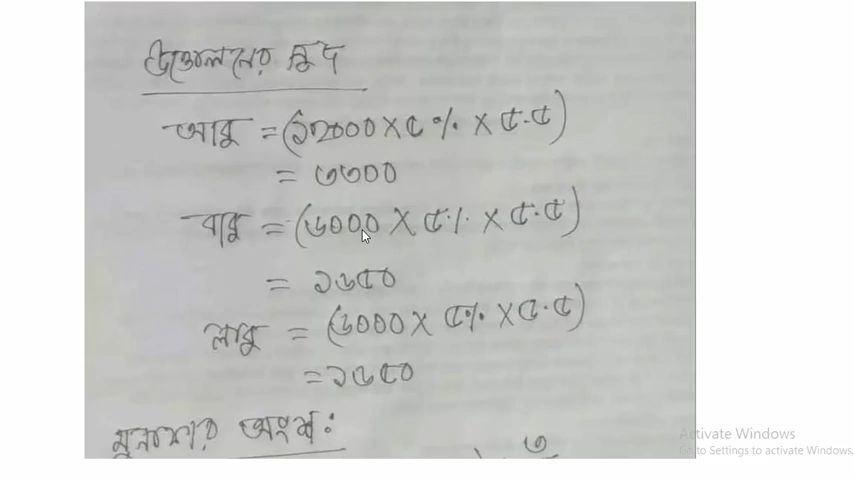 উত্তোলনের সুদ
আবু = (১২০০০ X ৫ % X ৫.৫)
= ৩৩০০
বাবু = (৬০০০ X ৫% X ৫.৫)
= ১৬৫০
লাবু = (৬০০০ X ৫% X ৫.৫)
= ১৬৫০
মুনাফার অংশ :
৩
Activate Windows
Go to Settings to activate Windows.